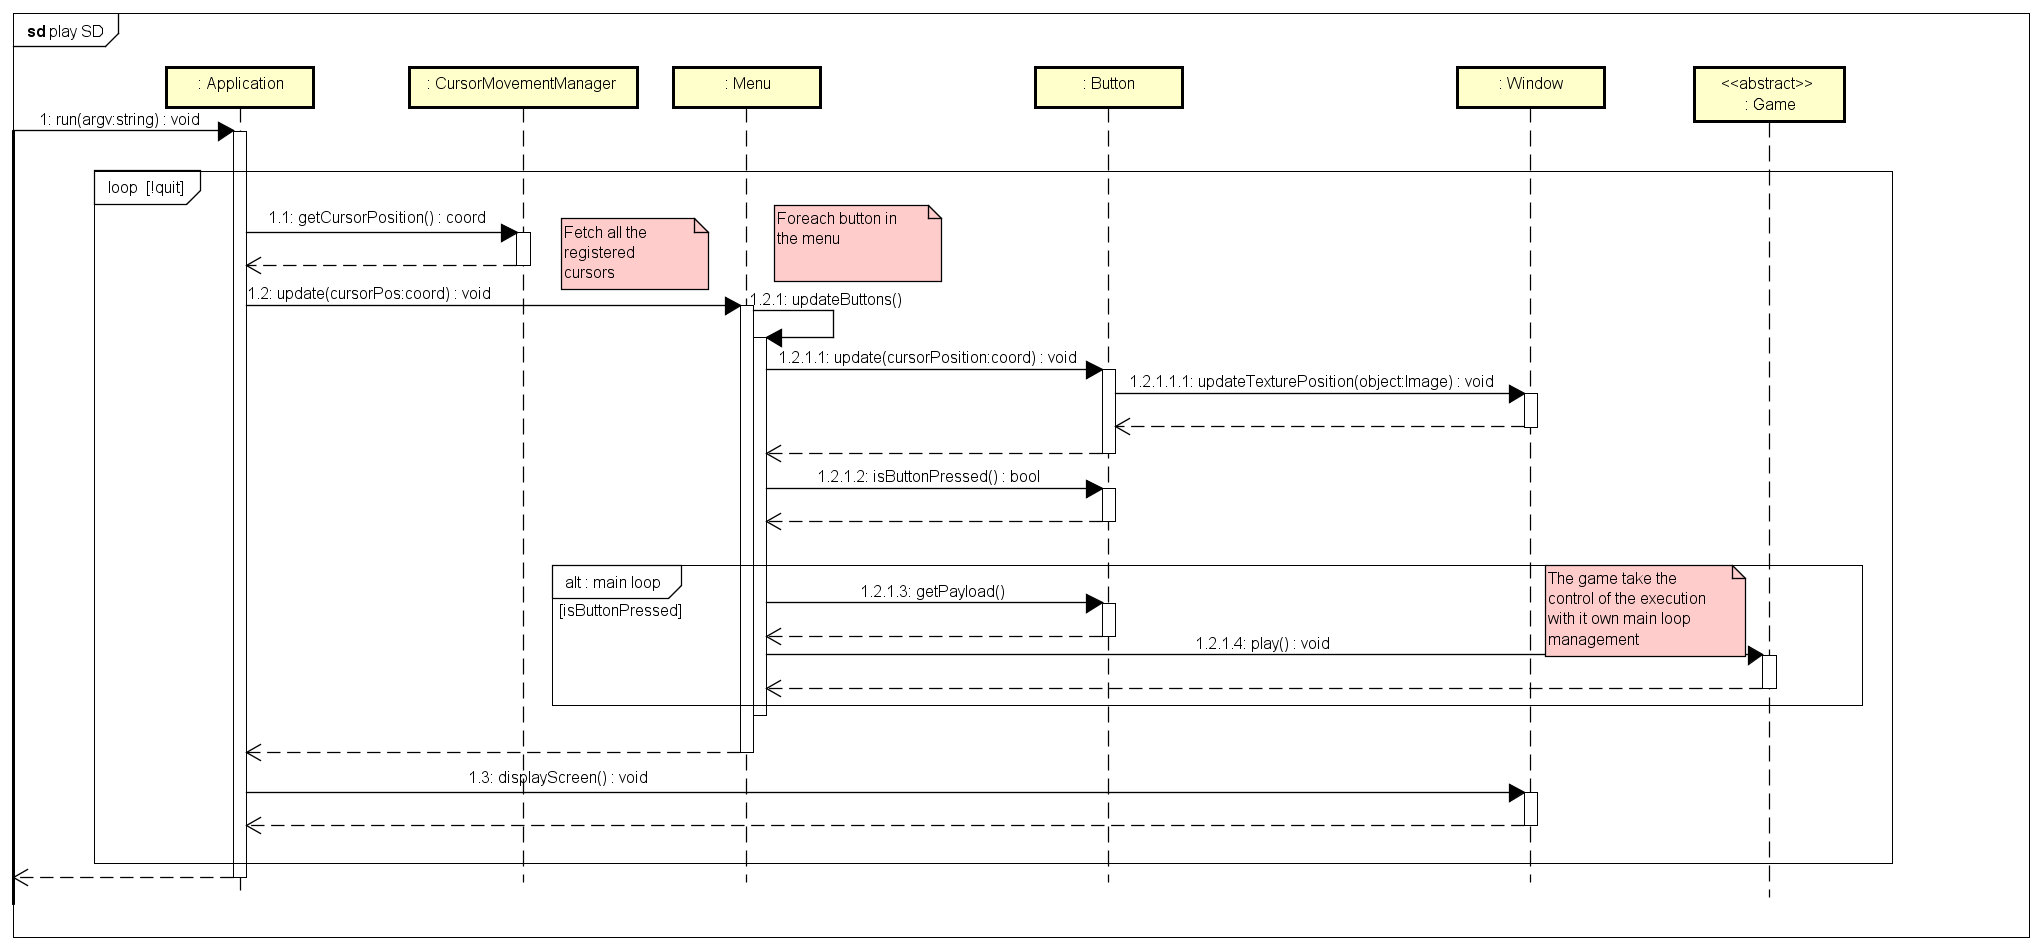 sd play SD
: Application
: CursorMovementManager
: Menu
: Button
: Window
<<abstract>>
: Game
1: run(argv:string) : void
loop [!quit]
1.1: getCursorPosition() : coord
Fetch all the
registered
cursors
Foreach button in
the menu
1.2: update(cursorPos:coord) : void
1.2.1: updateButtons()
1.2.1.1: update(cursorPosition:coord) : void
1.2.1.1.1: updateTexturePosition(object:Image) : void
1.2.1.2: isButtonPressed() : bool
alt : main loop
[isButtonPressed]
The game take the
control of the execution
with it own main loop
management
1.2.1.3: getPayload()
1.2.1.4: play() : void
1.3: displayScreen() : void